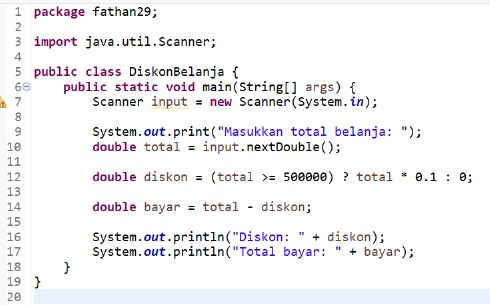 1 package fathan29;
2
3 import java.util.Scanner;
4
5 public class DiskonBelanja {
6 public static void main(String[] args) {
7 Scanner input = new Scanner(System.in);
8
9 System.out.print("Masukkan total belanja: ");
10 double total = input.nextDouble();
11
12 double diskon = (total >= 500000) ? total * 0.1 : 0;
13
14 double bayar = total - diskon;
15
16 System.out.println("Diskon: " + diskon);
17 System.out.println("Total bayar: " + bayar);
18 }
19 }
20